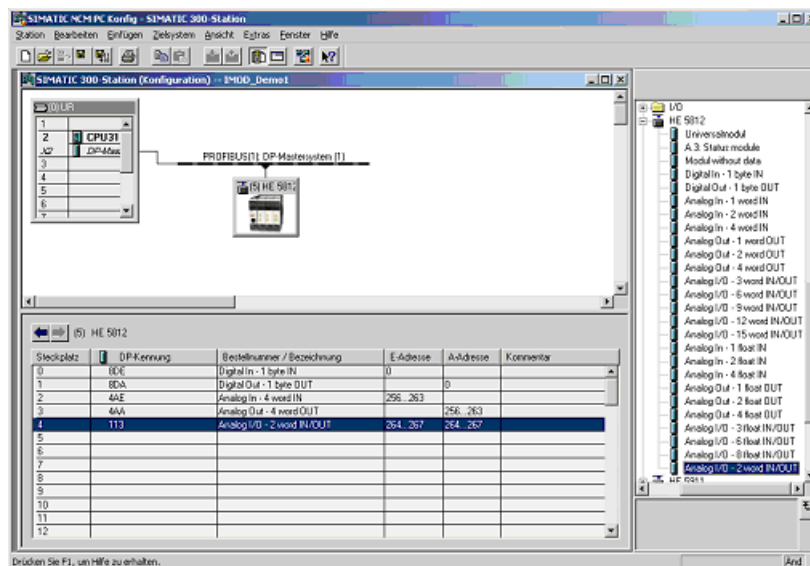 SIMATIC NCM PC Konfig - SIMATIC 300-Station
Station Bearbeiten Einfügen Zielsystem Ansicht Extras Fenster Hilfe
SIMATIC 300-Station (Konfiguration) -- IMOD_Demo1
(0) UR
1
2 CPU31
X2 DP-Mas
3
4
5
6
7
PROFIBUS(1): DP-Mastersystem (1)
(5) HE 5812
(5) HE 5812
Steckplatz DP-Kennung Bestellnummer / Bezeichnung E-Adresse A-Adresse Kommentar
0 8DE Digital In - 1 byte IN 0
1 8DA Digital Out - 1 byte OUT 0
2 4AE Analog In - 4 word IN 256...263
3 4AA Analog Out - 4 word OUT 256...263
4 113 Analog I/O - 2 word IN/OUT 264...267 264...267
5
6
7
8
9
10
11
12
I/O
HE 5812
Universalmodul
A.3: Status module
Modul without data
Digital In - 1 byte IN
Digital Out - 1 byte OUT
Analog In - 1 word IN
Analog In - 2 word IN
Analog In - 4 word IN
Analog Out - 1 word OUT
Analog Out - 2 word OUT
Analog Out - 4 word OUT
Analog I/O - 3 word IN/OUT
Analog I/O - 6 word IN/OUT
Analog I/O - 9 word IN/OUT
Analog I/O - 12 word IN/OUT
Analog I/O - 15 word IN/OUT
Analog In - 1 float IN
Analog In - 2 float IN
Analog In - 4 float IN
Analog Out - 1 float OUT
Analog Out - 2 float OUT
Analog Out - 4 float OUT
Analog I/O - 3 float IN/OUT
Analog I/O - 6 float IN/OUT
Analog I/O - 8 float IN/OUT
Analog I/O - 2 word IN/OUT
HE 5811
Drücken Sie F1, um Hilfe zu erhalten.
Änd